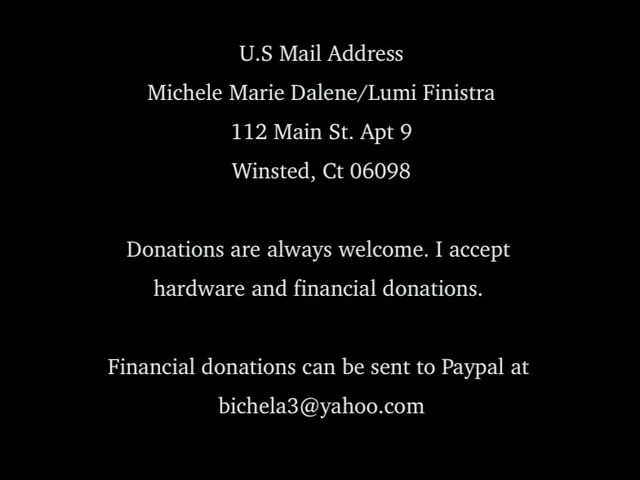 U.S Mail Address
Michele Marie Dalene/Lumi Finistra
112 Main St. Apt 9
Winsted, Ct 06098
Donations are always welcome. I accept
hardware and financial donations.
Financial donations can be sent to Paypal at
bichela3@yahoo.com